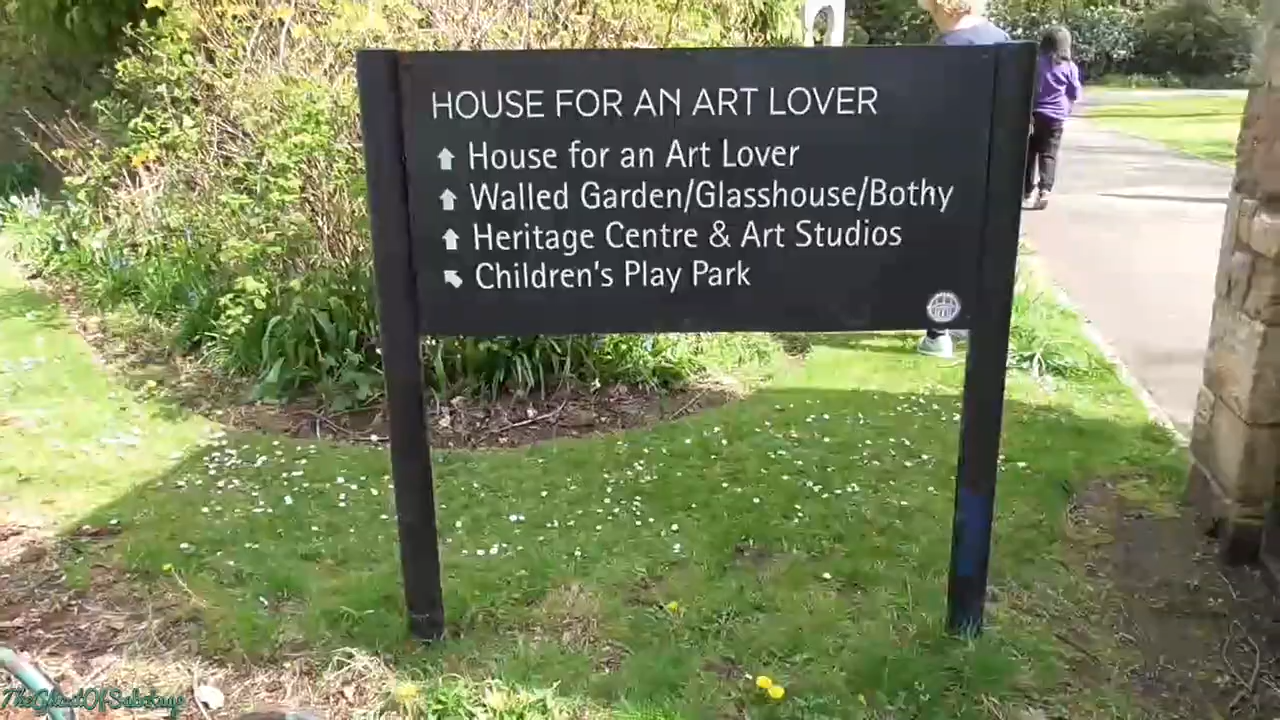 HOUSE FOR AN ART LOVER
House for an Art Lover
Walled Garden/Glasshouse/Bothy
Heritage Centre & Art Studios
Children's Play Park
TheGhostOfSabotage